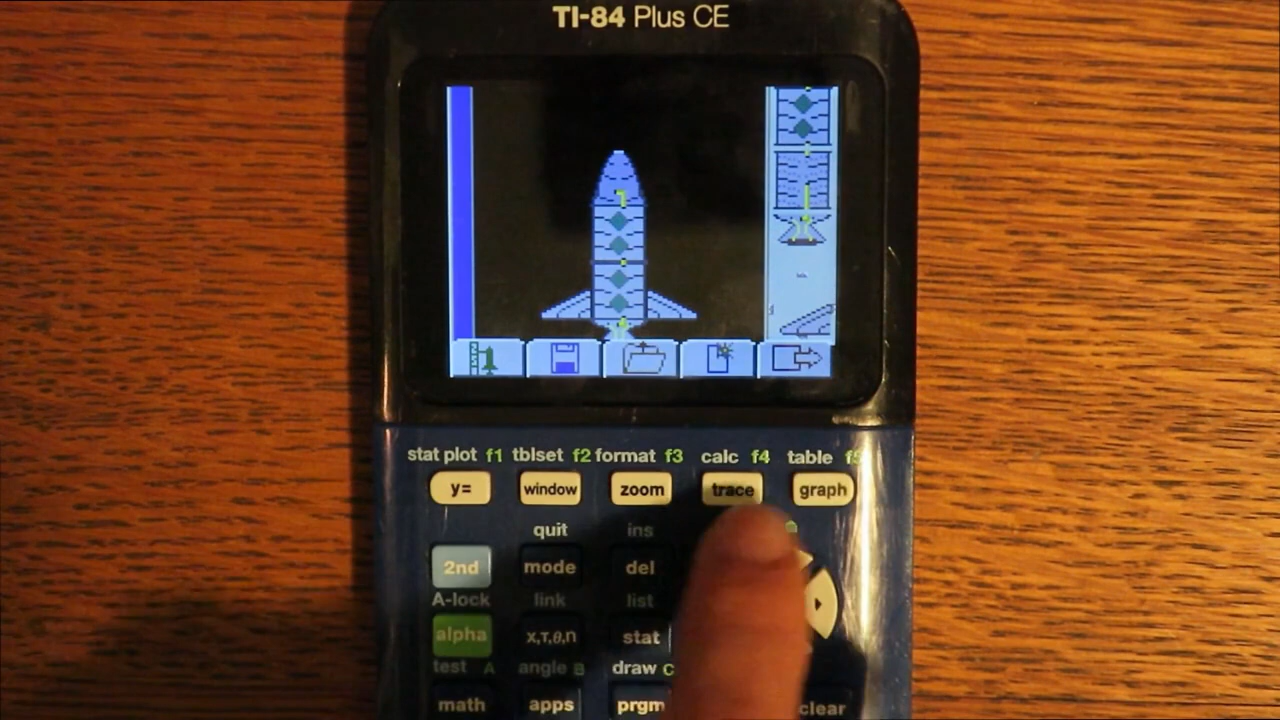 TI-84 Plus CE
stat plot f1 tblset f2 format f3 calc f4 table f5
y= window zoom trace graph
quit ins
2nd mode del
A-lock link list
alpha x,τ,θ,n stat
test A angle B draw C
math apps prgm clear